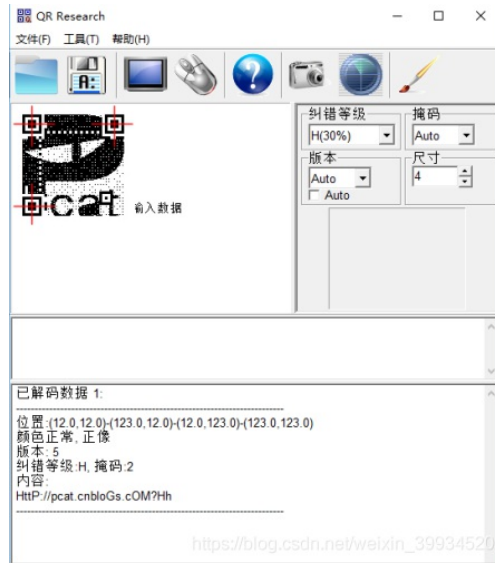 QR Research
文件(F) 工具(T) 帮助(H)
A:
纠错等级
掩码
H(30%)
Auto
版本
尺寸
Auto
4
Auto
cat
输入数据
已解码数据 1:
位置:(12.0,12.0)-(123.0,12.0)-(12.0,123.0)-(123.0,123.0)
颜色正常, 正像
版本: 5
纠错等级:H, 掩码:2
内容:
HttP://pcat.cnbloGs.cOM?Hh
https://blog.csdn.net/weixin_39934520